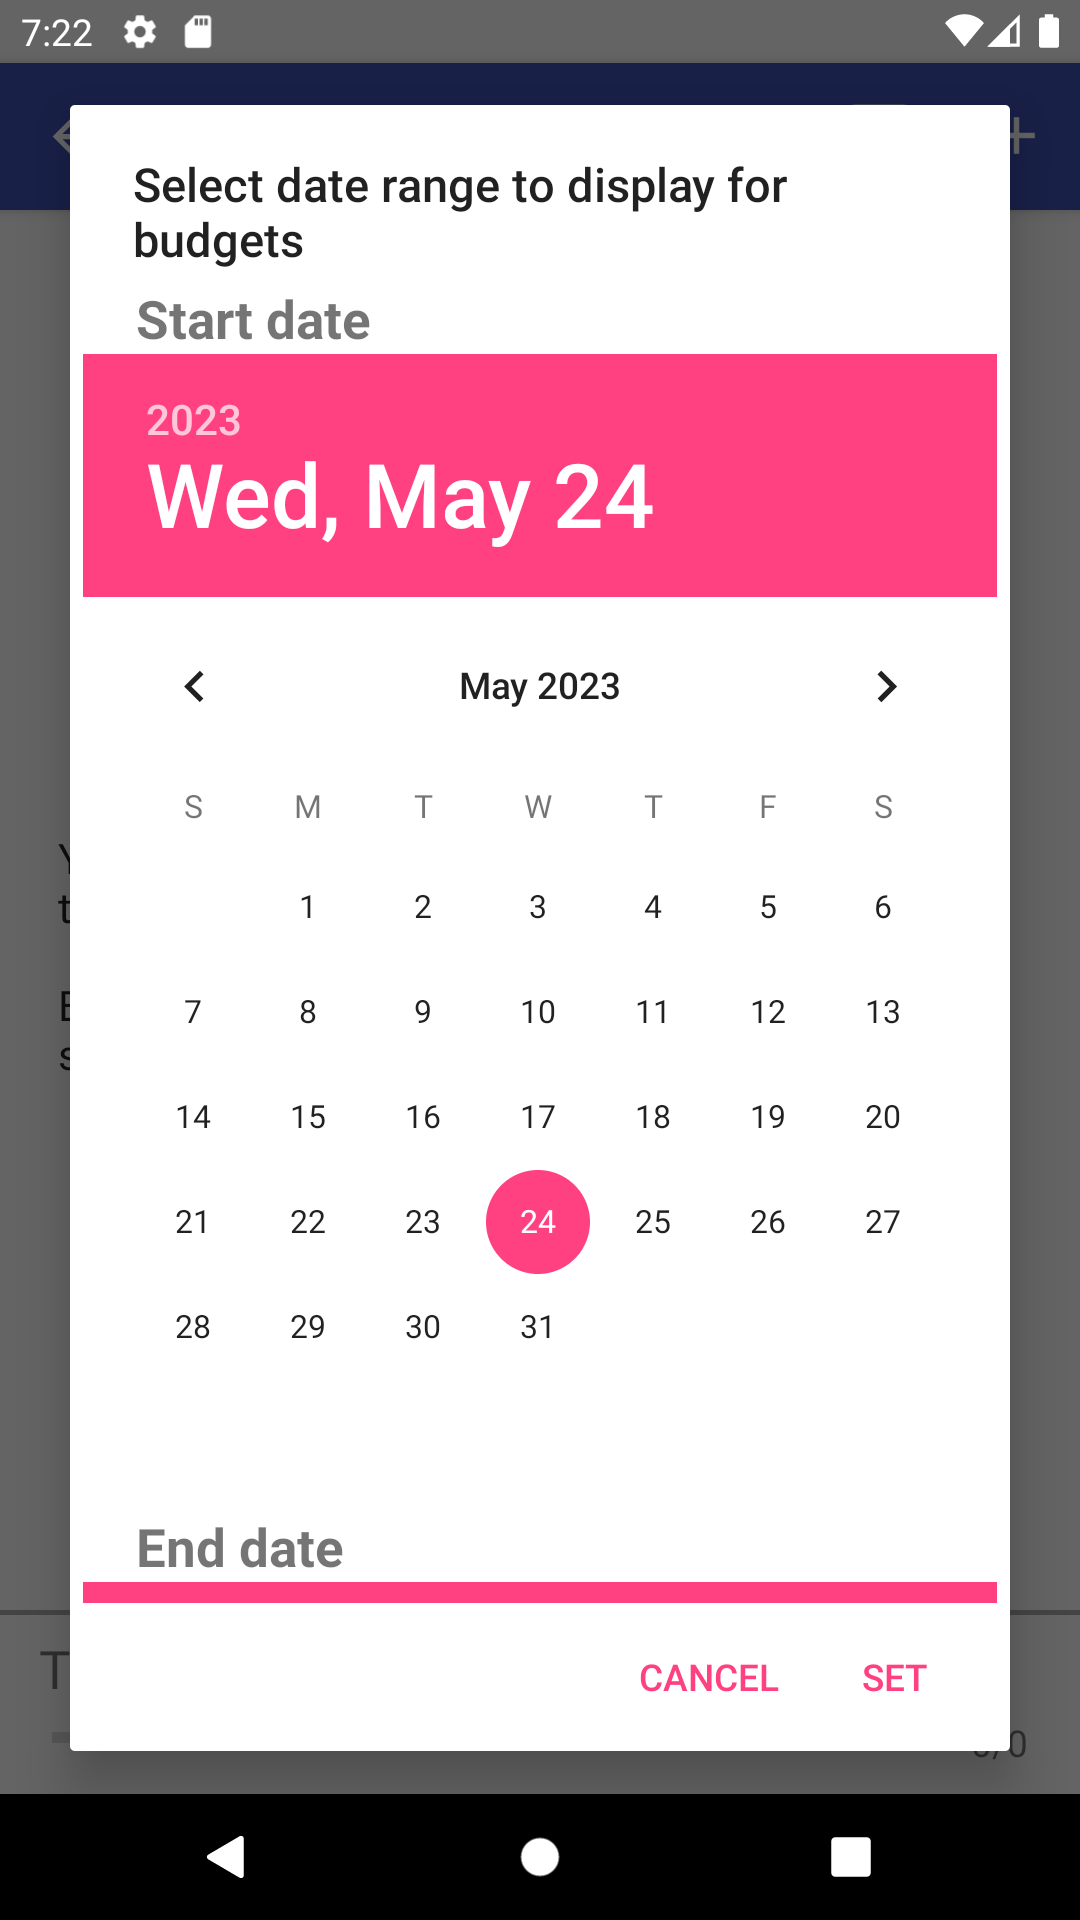 7:22
Select date range to display for
budgets
Start date
2023
Wed, May 24
May 2023
S M T W T F S
1 2 3 4 5 6
7 8 9 10 11 12 13
14 15 16 17 18 19 20
21 22 23 24 25 26 27
28 29 30 31
End date
CANCEL SET